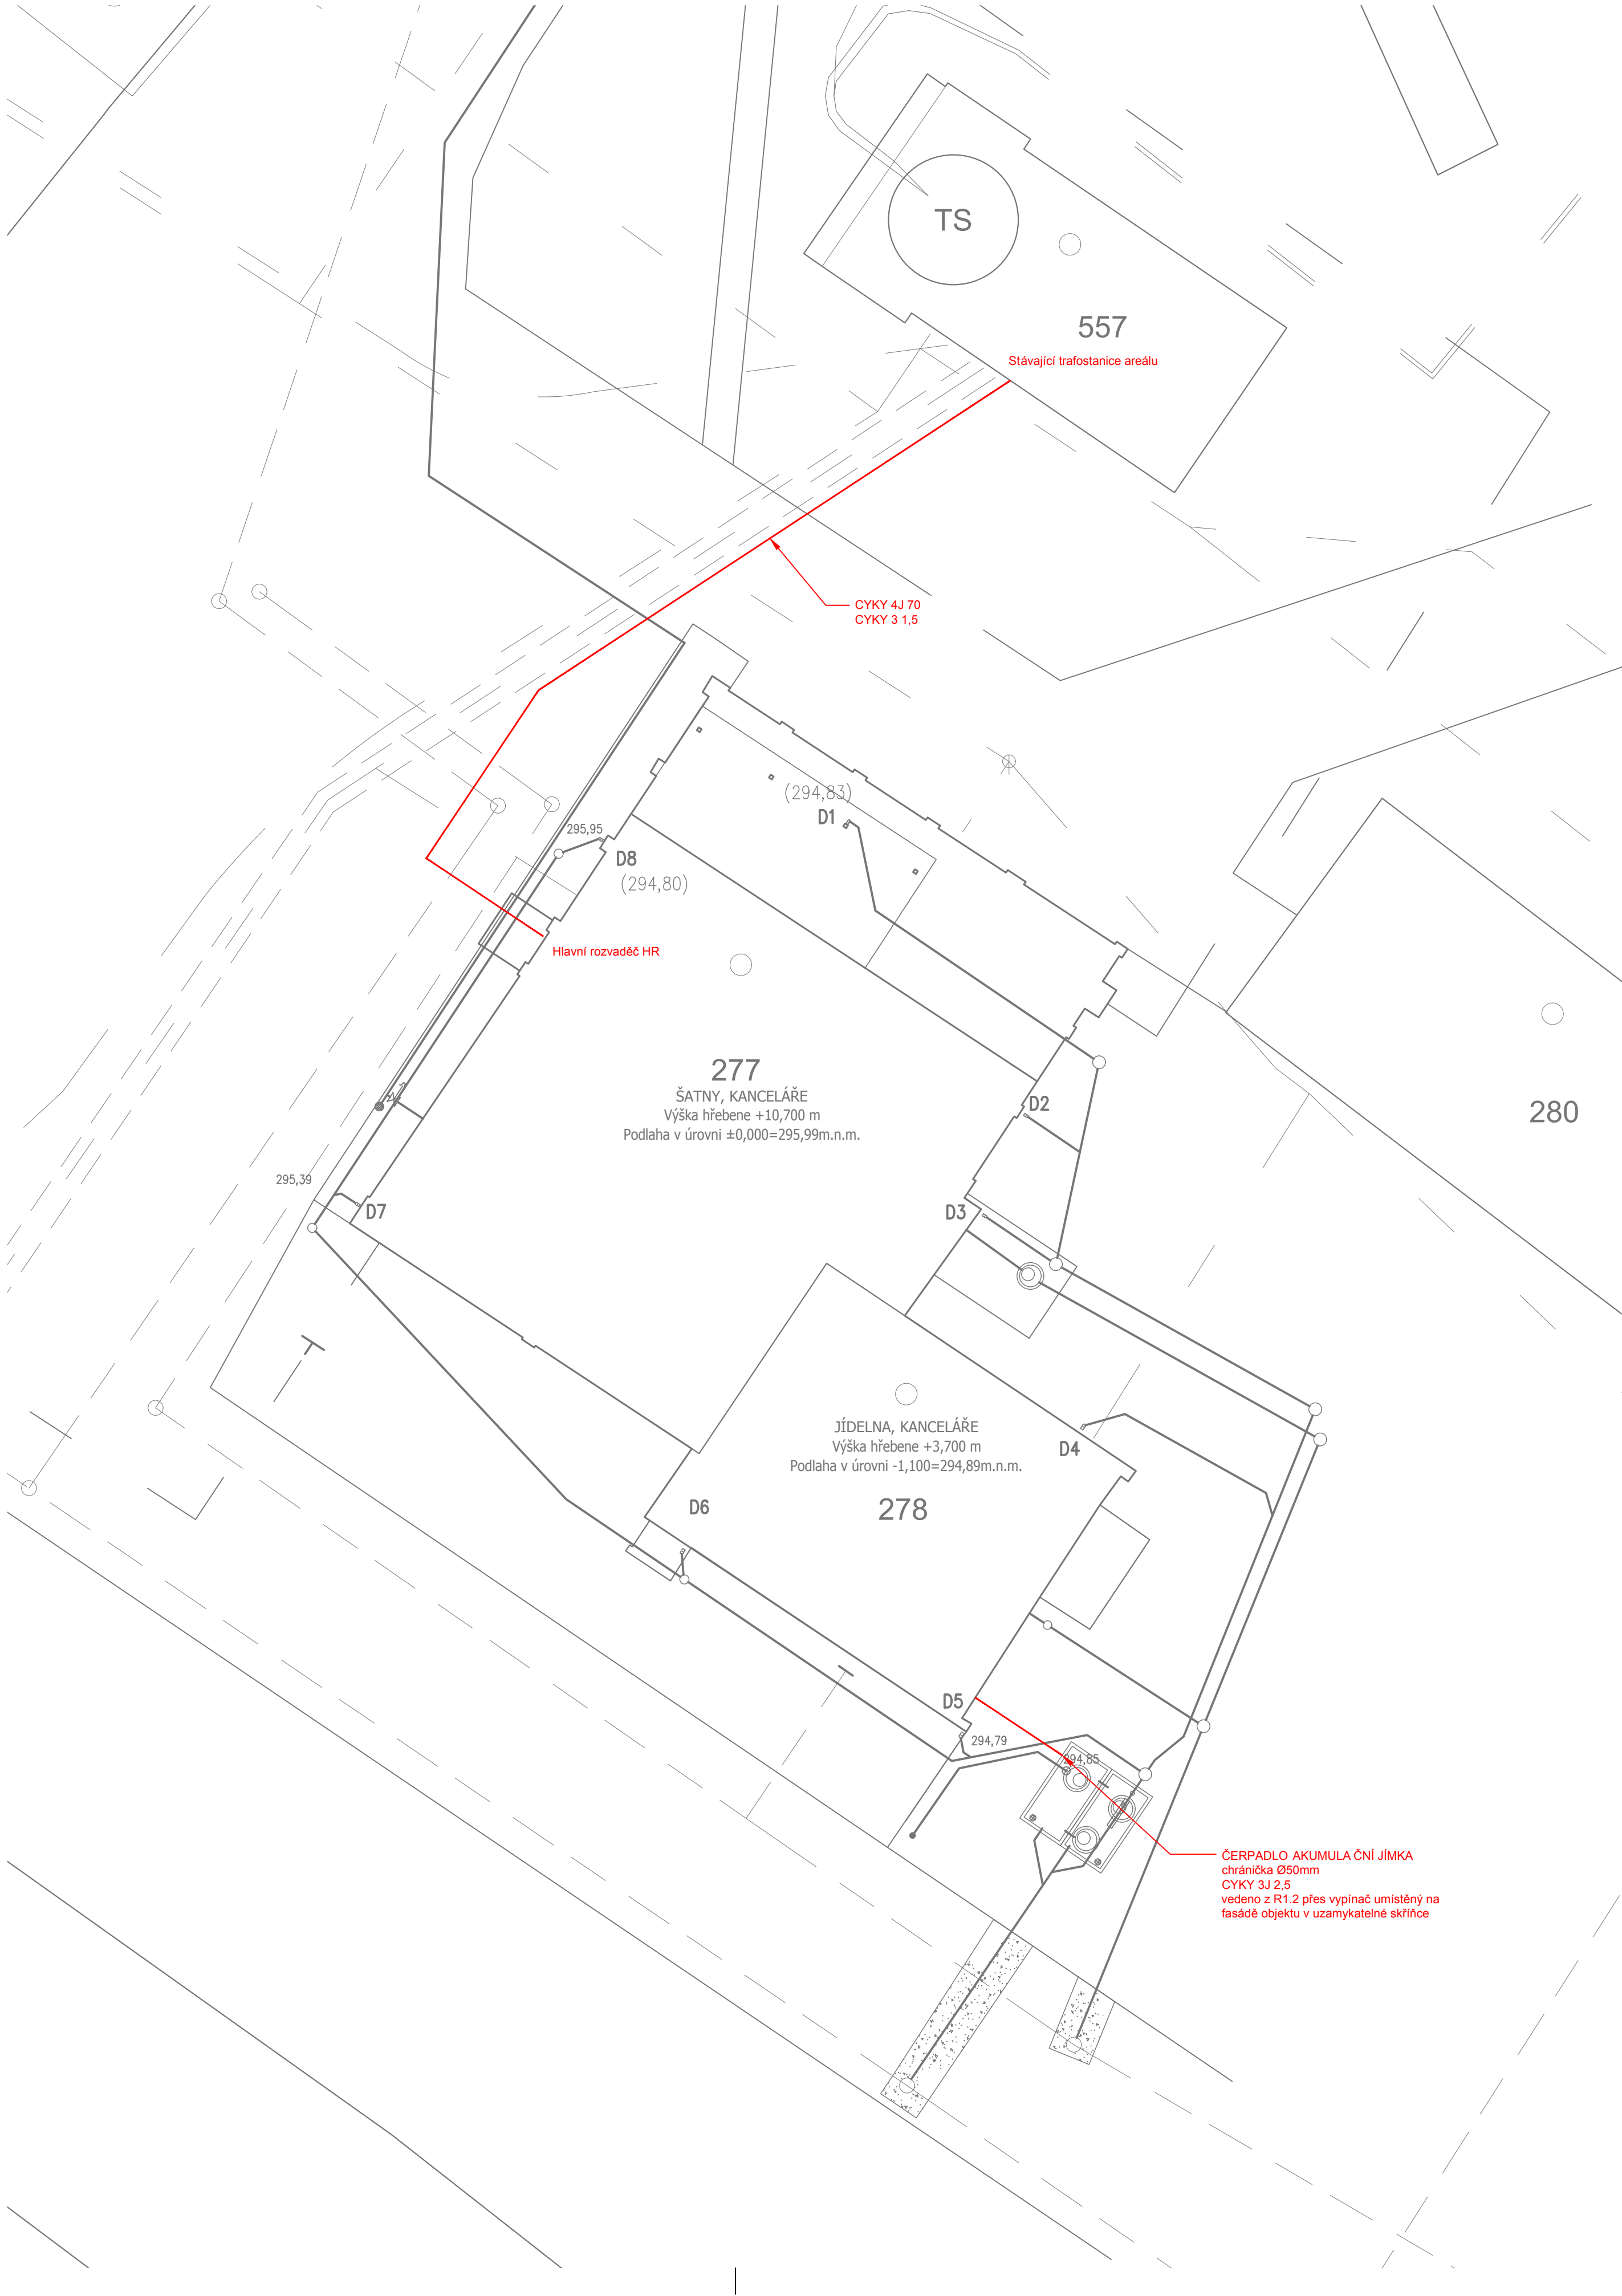 TS
557
Stávající trafostanice areálu
CYKY 4J 70
CYKY 3 1,5
(294,83)
D1
295,95
D8
(294,80)
Hlavní rozvaděč HR
277
ŠATNY, KANCELÁŘE
Výška hřebene +10,700 m
Podlaha v úrovni ±0,000=295,99m.n.m.
D2
280
295,39
D7
D3
JÍDELNA, KANCELÁŘE
Výška hřebene +3,700 m
Podlaha v úrovni -1,100=294,89m.n.m.
D4
278
D6
D5
294,79
294,85
ČERPADLO AKUMULAČNÍ JÍMKA
chránička Ø50mm
CYKY 3J 2,5
vedeno z R1.2 přes vypínač umístěný na
fasádě objektu v uzamykatelné skříňce